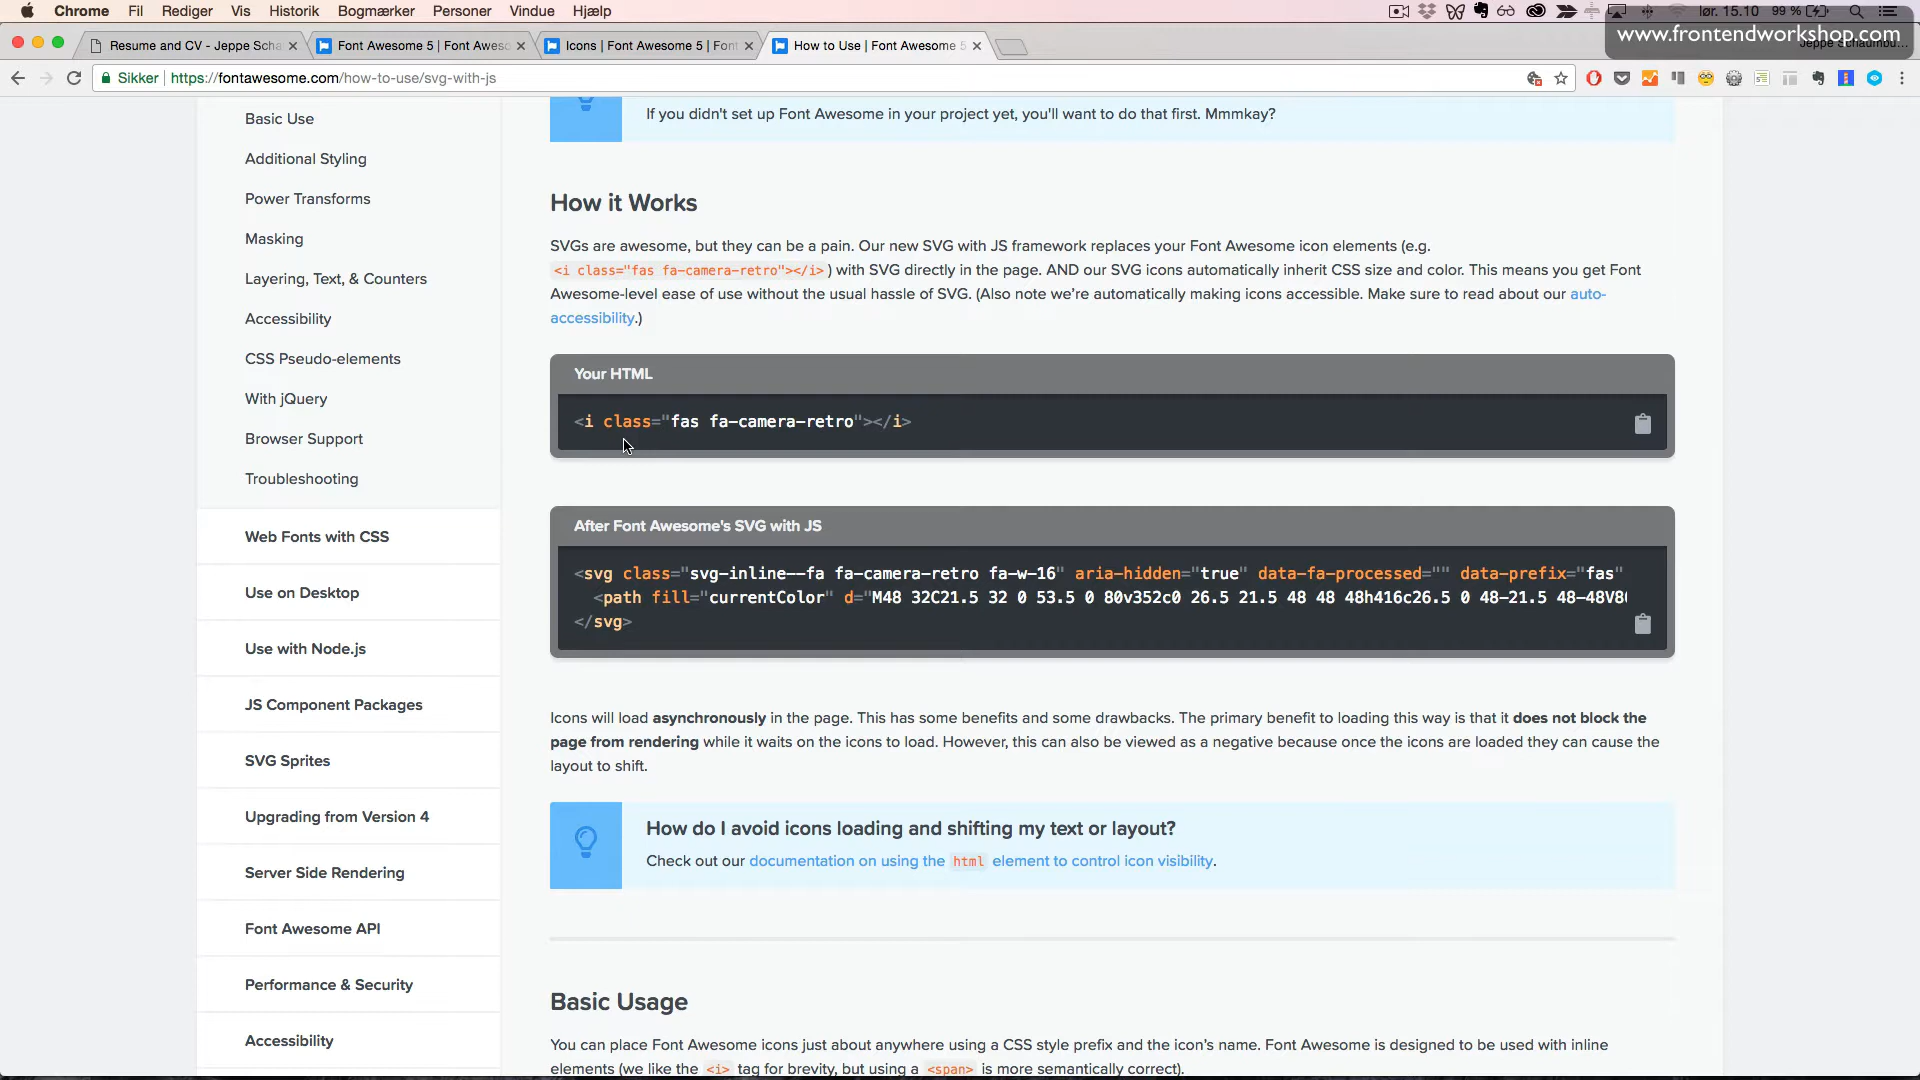 Chrome Fil Rediger Vis Historik Bogmærker Personer Vindue Hjælp lør. 15.10 99 %
www.frontendworkshop.com
Resume and CV - Jeppe Scha Font Awesome 5 | Font Aweso Icons | Font Awesome 5 | Font How to Use | Font Awesome 5
Sikker https://fontawesome.com/how-to-use/svg-with-js
Basic Use
Additional Styling
Power Transforms
Masking
Layering, Text, & Counters
Accessibility
CSS Pseudo-elements
With jQuery
Browser Support
Troubleshooting
Web Fonts with CSS
Use on Desktop
Use with Node.js
JS Component Packages
SVG Sprites
Upgrading from Version 4
Server Side Rendering
Font Awesome API
Performance & Security
Accessibility
If you didn't set up Font Awesome in your project yet, you'll want to do that first. Mmmkay?
How it Works
SVGs are awesome, but they can be a pain. Our new SVG with JS framework replaces your Font Awesome icon elements (e.g.
<i class="fas fa-camera-retro"></i> ) with SVG directly in the page. AND our SVG icons automatically inherit CSS size and color. This means you get Font
Awesome-level ease of use without the usual hassle of SVG. (Also note we're automatically making icons accessible. Make sure to read about our auto-
accessibility.)
Your HTML
<i class="fas fa-camera-retro"></i>
After Font Awesome's SVG with JS
<svg class="svg-inline--fa fa-camera-retro fa-w-16" aria-hidden="true" data-fa-processed="" data-prefix="fas"
<path fill="currentColor" d="M48 32C21.5 32 0 53.5 0 80v352c0 26.5 21.5 48 48 48h416c26.5 0 48-21.5 48-48V80
</svg>
Icons will load asynchronously in the page. This has some benefits and some drawbacks. The primary benefit to loading this way is that it does not block the
page from rendering while it waits on the icons to load. However, this can also be viewed as a negative because once the icons are loaded they can cause the
layout to shift.
How do I avoid icons loading and shifting my text or layout?
Check out our documentation on using the html element to control icon visibility.
Basic Usage
You can place Font Awesome icons just about anywhere using a CSS style prefix and the icon's name. Font Awesome is designed to be used with inline
elements (we like the <i> tag for brevity, but using a <span> is more semantically correct).